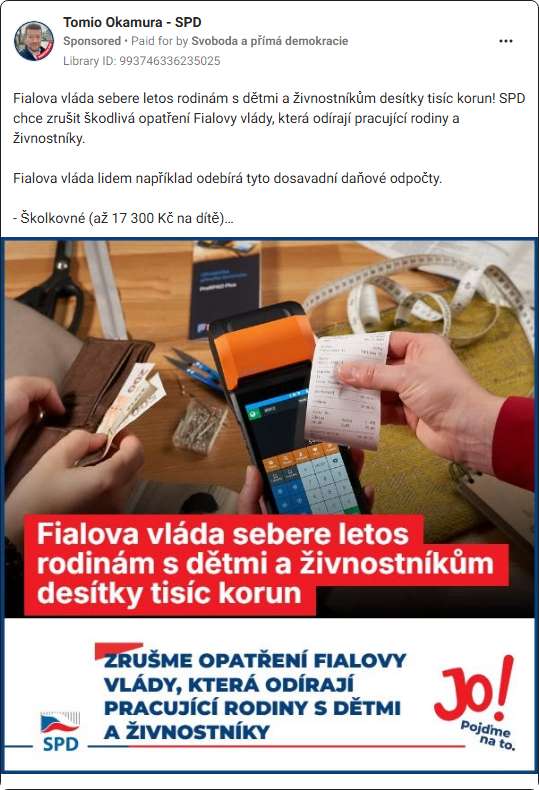 Tomio Okamura - SPD
Sponsored • Paid for by Svoboda a přímá demokracie
Library ID: 993746336235025
Fialova vláda sebere letos rodinám s dětmi a živnostníkům desítky tisíc korun! SPD
chce zrušit škodlivá opatření Fialovy vlády, která odírají pracující rodiny a
živnostníky.
Fialova vláda lidem například odebírá tyto dosavadní daňové odpočty.
- Školkovné (až 17 300 Kč na dítě)...
Fialova vláda sebere letos
rodinám s dětmi a živnostníkům
desítky tisíc korun
ZRUŠME OPATŘENÍ FIALOVY
VLÁDY, KTERÁ ODÍRAJÍ
PRACUJÍCÍ RODINY S DĚTMI
A ŽIVNOSTNÍKY
SPD
Jo!
Pojďme
na to.